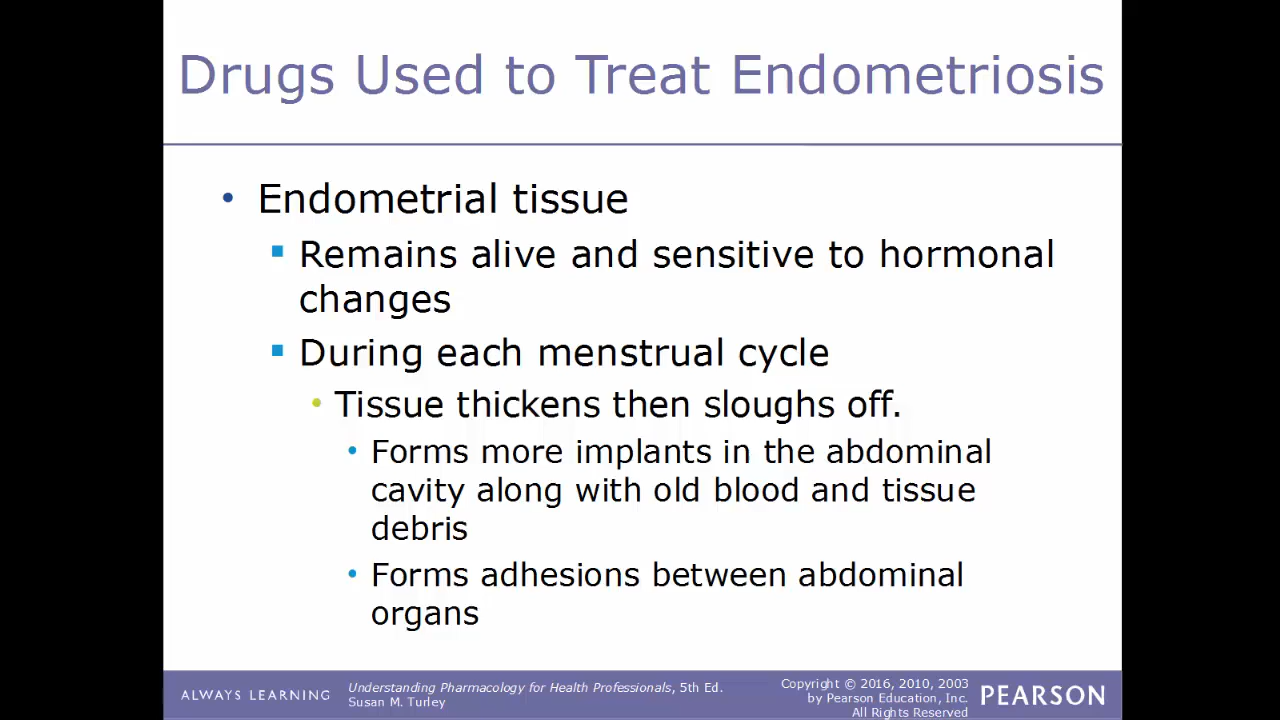 Drugs Used to Treat Endometriosis
• Endometrial tissue
▪ Remains alive and sensitive to hormonal
changes
▪ During each menstrual cycle
• Tissue thickens then sloughs off.
• Forms more implants in the abdominal
cavity along with old blood and tissue
debris
• Forms adhesions between abdominal
organs
ALWAYS LEARNING
Understanding Pharmacology for Health Professionals, 5th Ed.
Susan M. Turley
Copyright © 2016, 2010, 2003
by Pearson Education, Inc.
All Rights Reserved
PEARSON